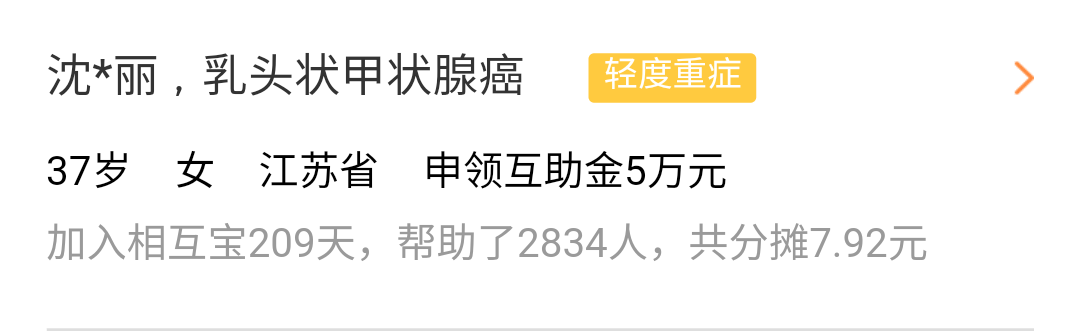 沈*丽，乳头状甲状腺癌 轻度重症
37岁 女 江苏省 申领互助金5万元
加入相互宝209天，帮助了2834人，共分摊7.92元